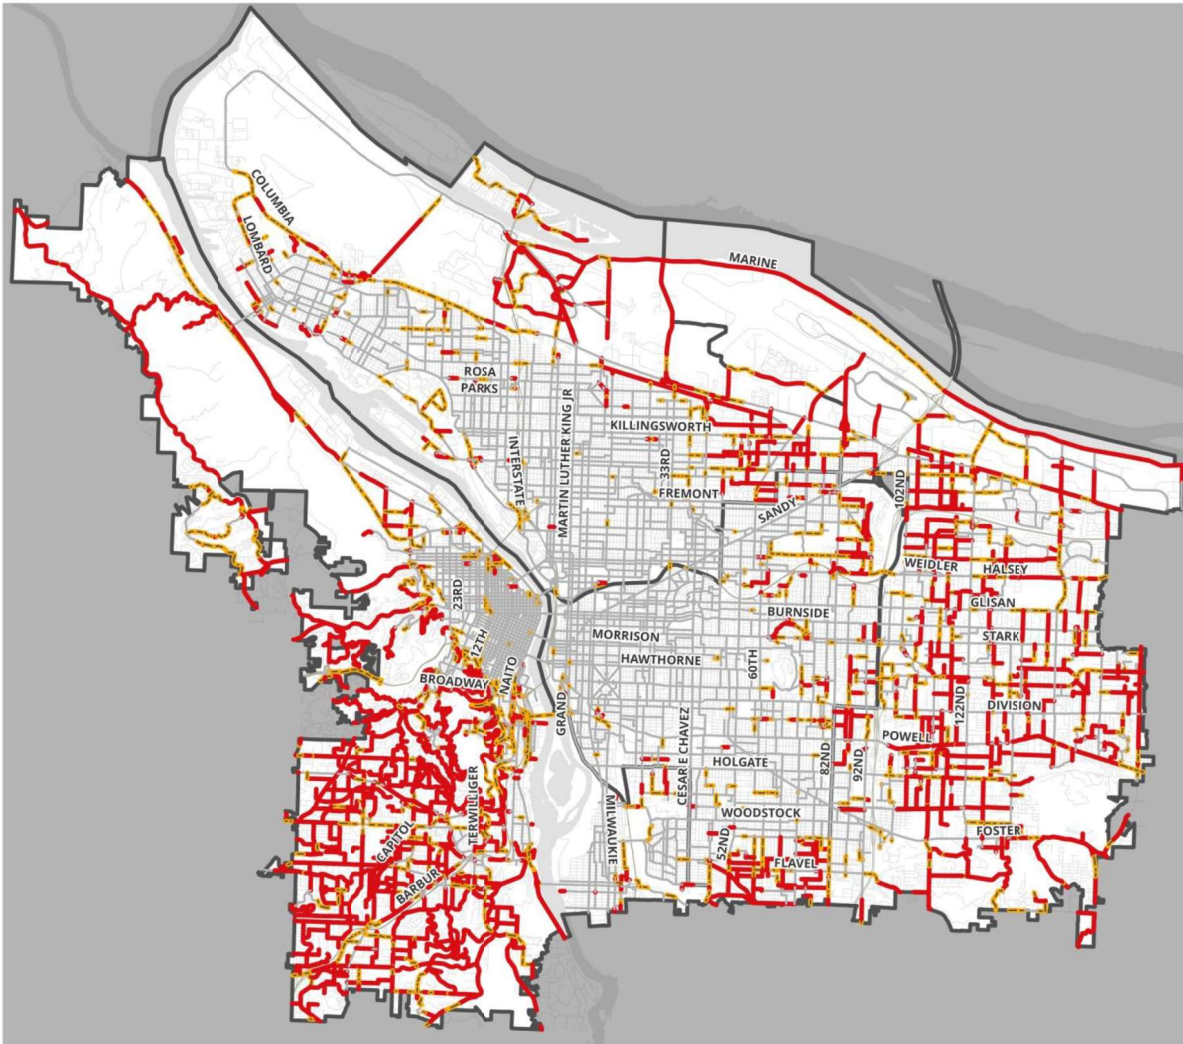 COLUMBIA
LOMBARD
MARINE
ROSA
PARKS
INTERSTATE
MARTIN LUTHER KING JR
KILLINGSWORTH
33RD
FREMONT
SANDY
102ND
WEIDLER
HALSEY
23RD
GLISAN
BURNSIDE
12TH
MORRISON
STARK
HAWTHORNE
60TH
NAITO
BROADWAY
GRAND
122ND
DIVISION
CESAR E CHAVEZ
82ND
92ND
POWELL
HOLGATE
TERWILLIGER
MILWAUKIE
WOODSTOCK
FOSTER
CAPITOL
52ND
FLAVEL
BARBUR